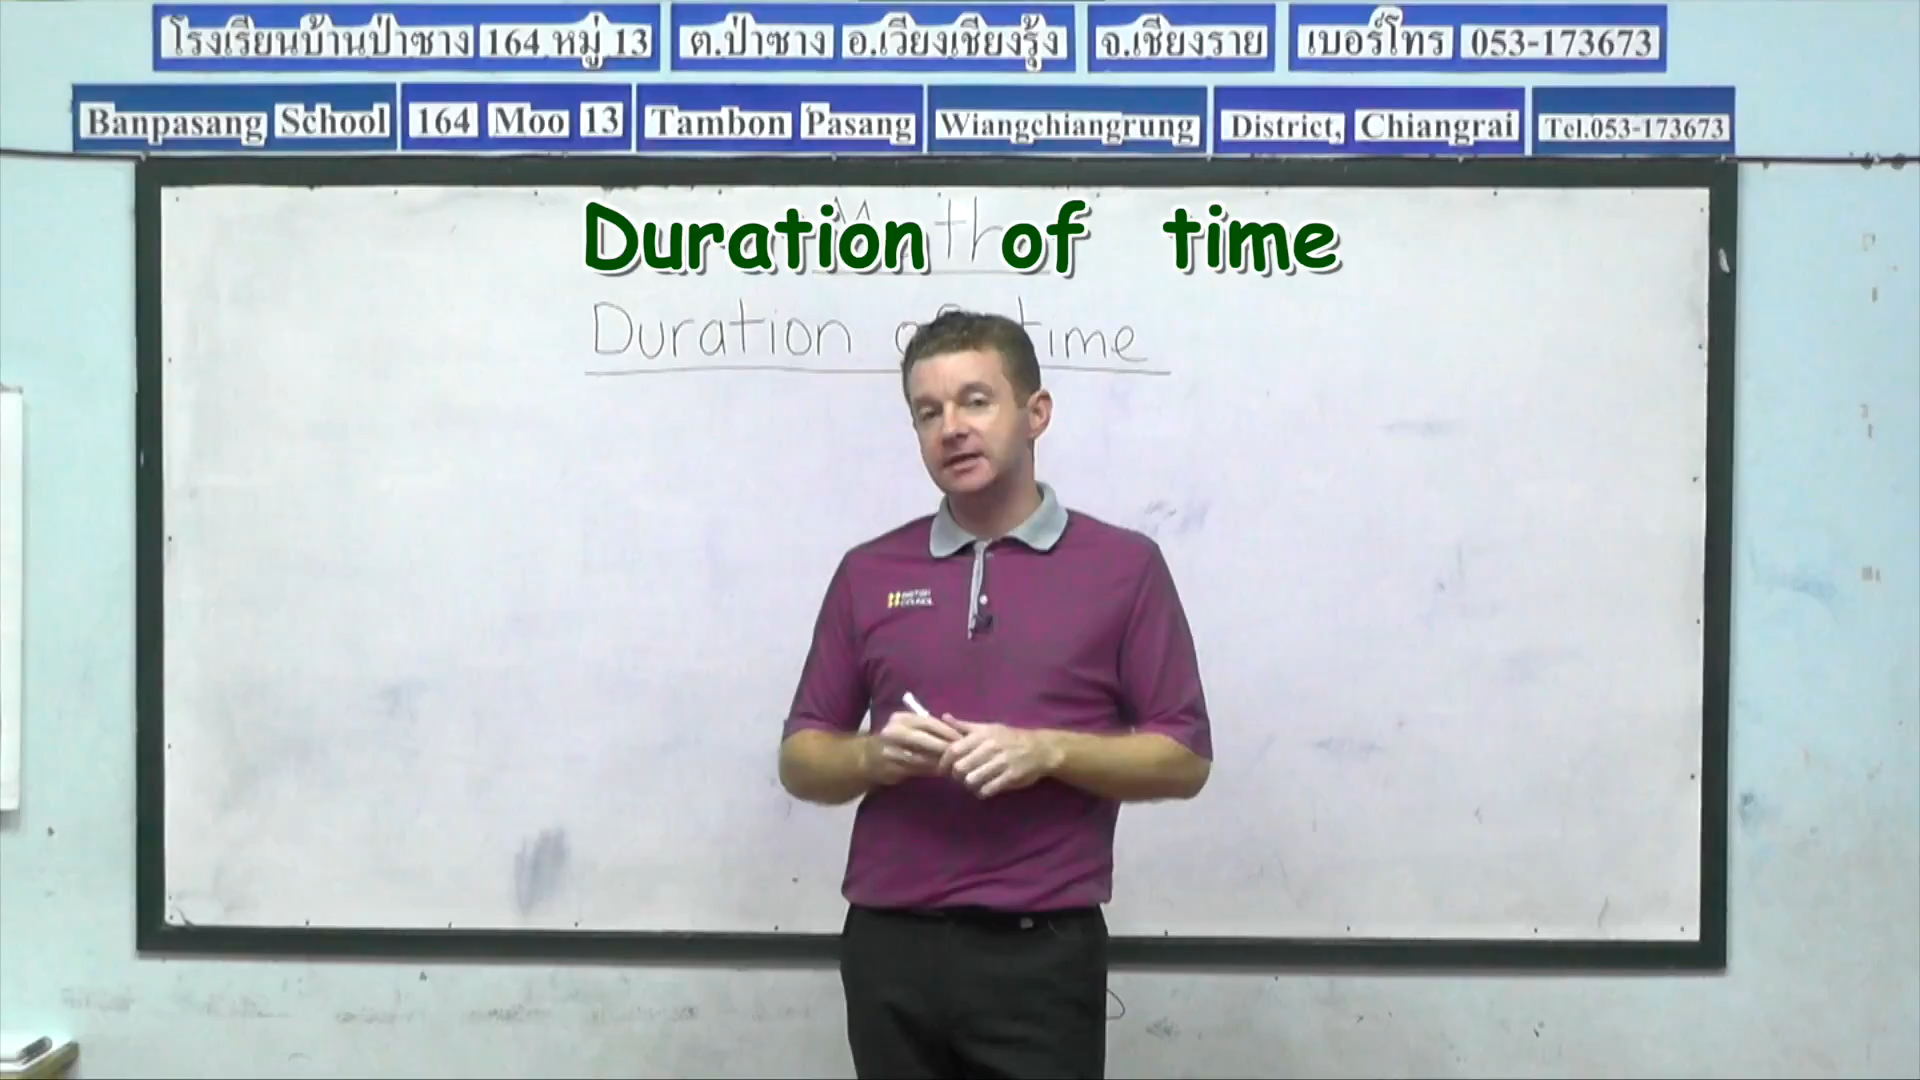 โรงเรียนบ้านป่าซาง 164 หมู่ 13 ต.ป่าซาง อ.เวียงเชียงรุ้ง จ.เชียงราย เบอร์โทร 053-173673
Banpasang School 164 Moo 13 Tambon Pasang Wiangchiangrung District, Chiangrai Tel.053-173673
Duration of time
Duration of time
BRITISH
COUNCIL